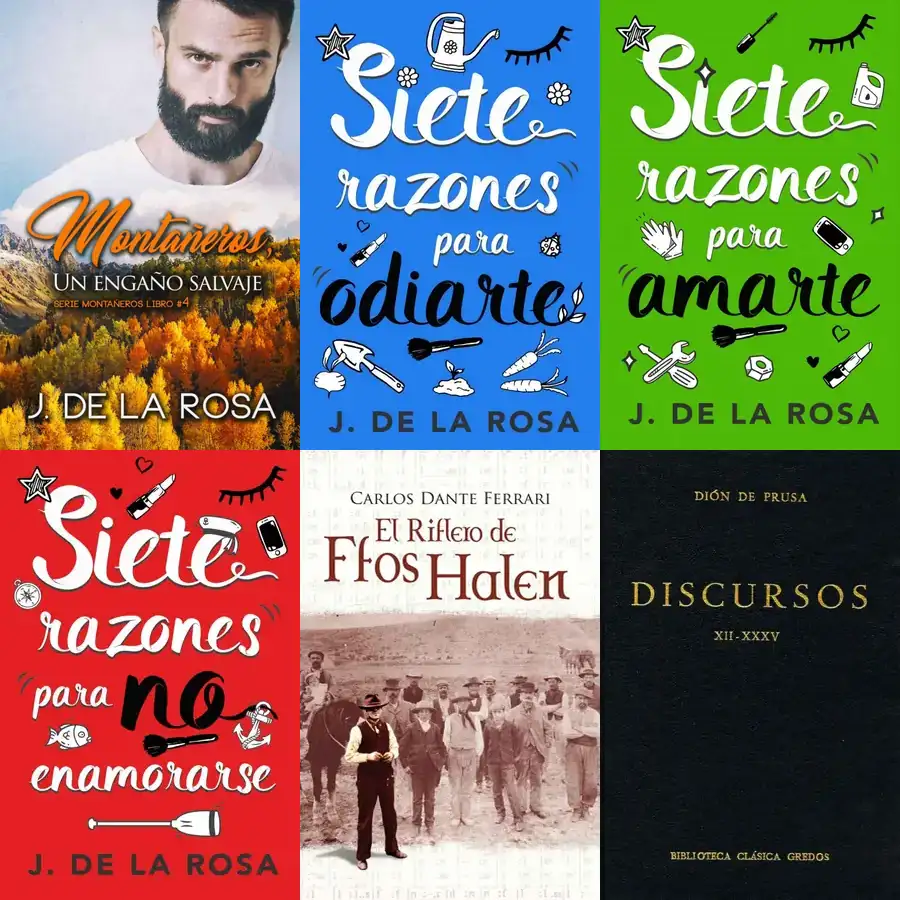 Montañeros,
UN ENGAÑO SALVAJE
SERIE MONTAÑEROS LIBRO #4
J. DE LA ROSA
Siete
razones
para
odiarte
J. DE LA ROSA
Siete
razones
para
amarte
J. DE LA ROSA
Siete
razones
para no
enamorarse
J. DE LA ROSA
CARLOS DANTE FERRARI
El Riflero de
Ffos Halen
DIÓN DE PRUSA
DISCURSOS
XII-XXXV
BIBLIOTECA CLÁSICA GREDOS